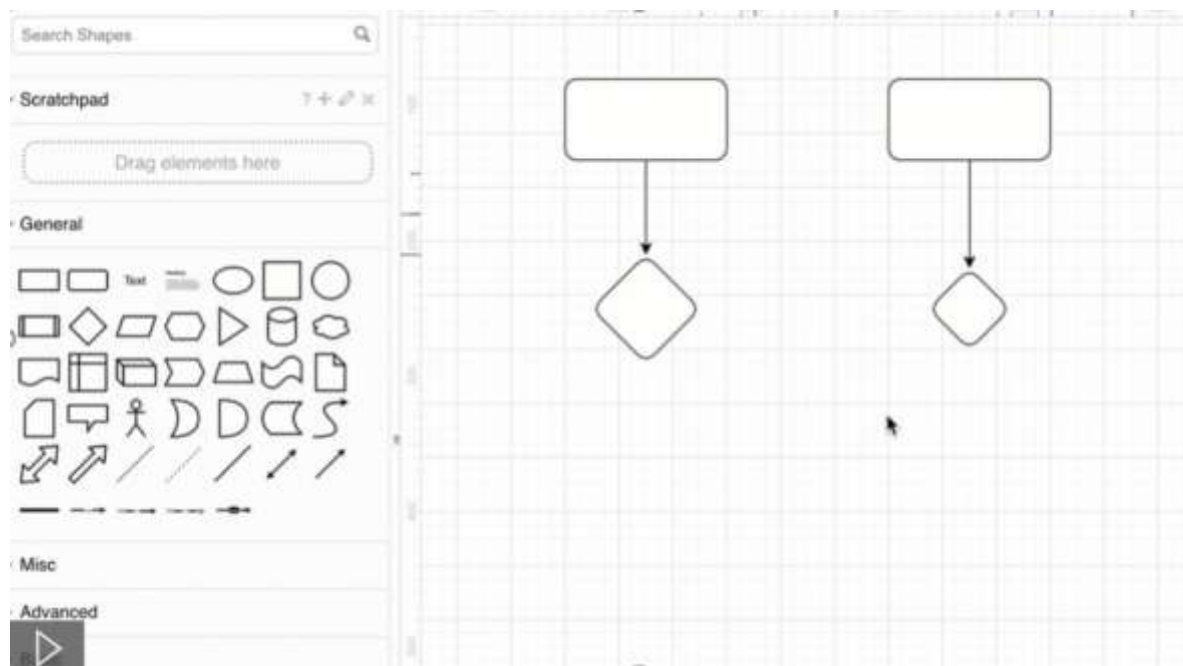 Search Shapes
Scratchpad
Drag elements here
General
Text
Misc
Advanced